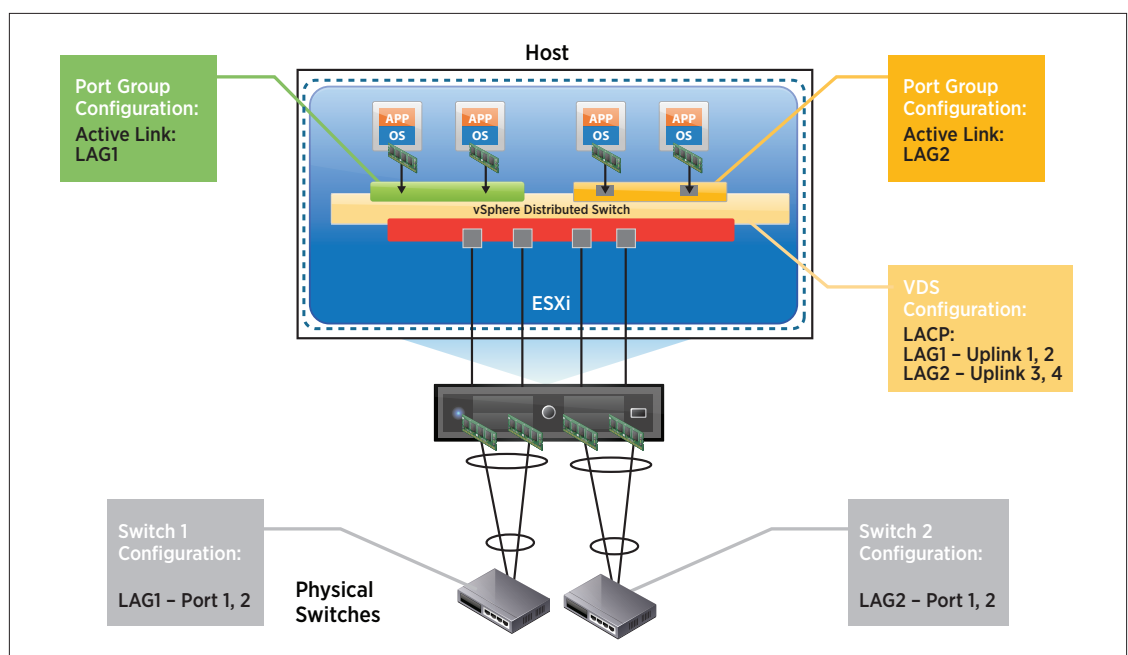 Host
Port Group
Configuration:
Active Link:
LAG1
APP
OS
APP
OS
APP
OS
APP
OS
Port Group
Configuration:
Active Link:
LAG2
vSphere Distributed Switch
ESXi
VDS
Configuration:
LACP:
LAG1 – Uplink 1, 2
LAG2 – Uplink 3, 4
Switch 1
Configuration:
LAG1 – Port 1, 2
Physical
Switches
Switch 2
Configuration:
LAG2 – Port 1, 2